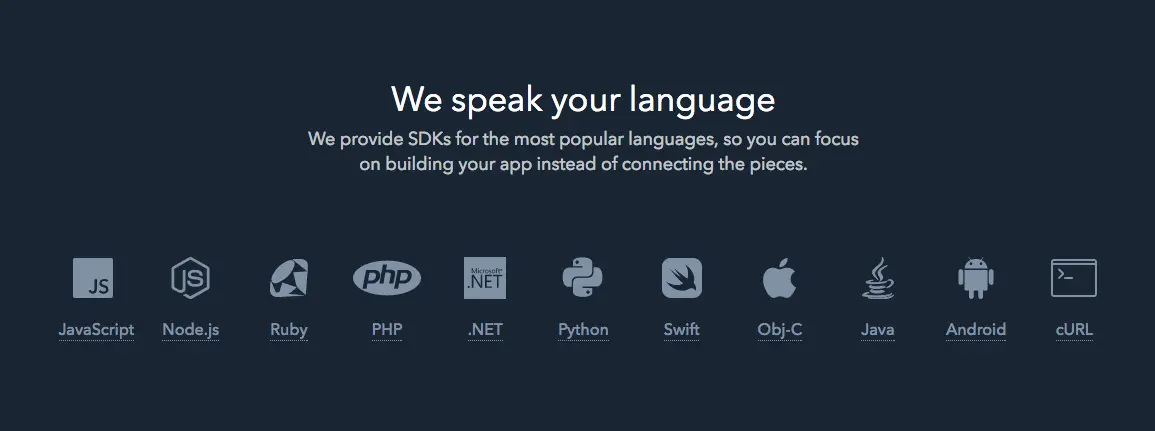 We speak your language
We provide SDKs for the most popular languages, so you can focus
on building your app instead of connecting the pieces.
JS JS php Microsoft® .NET >_
JavaScript Node.js Ruby PHP .NET Python Swift Obj-C Java Android cURL